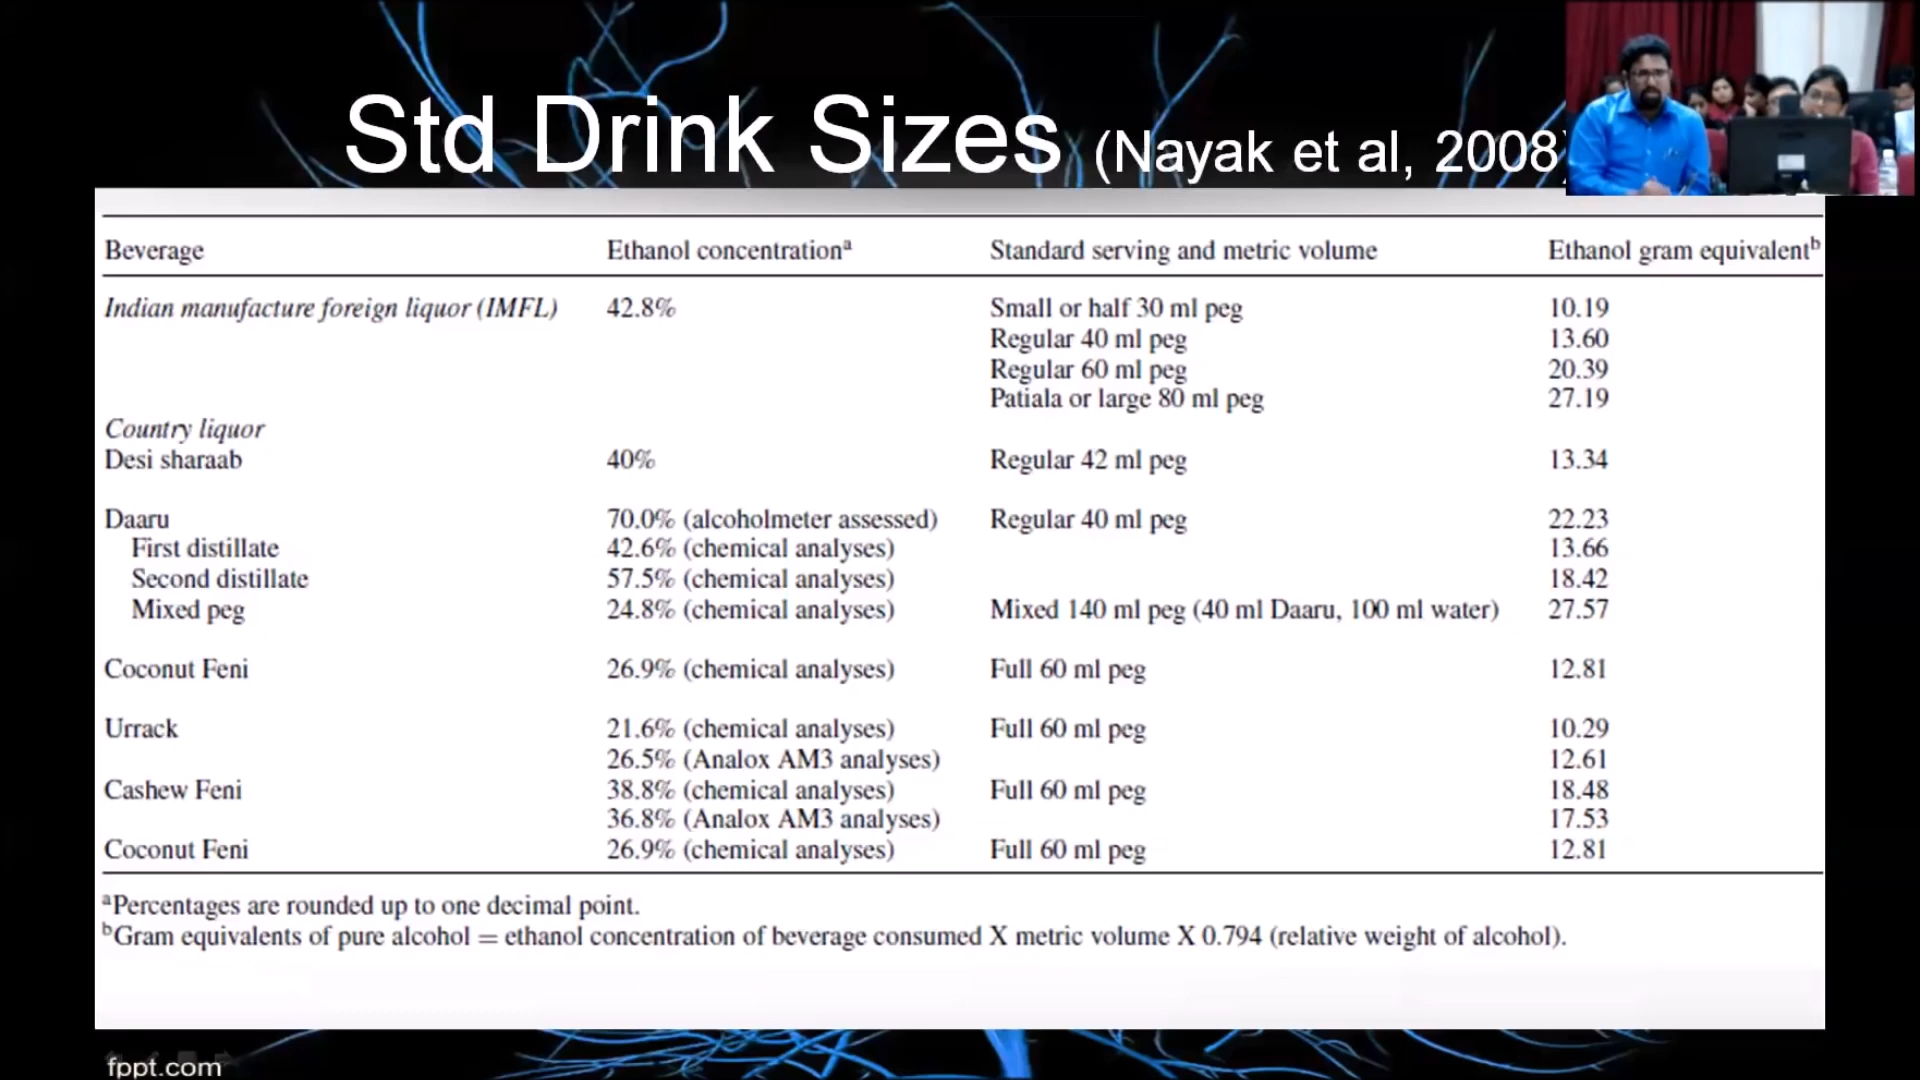 Std Drink Sizes (Nayak et al, 2008)
Beverage Ethanol concentrationᵃ Standard serving and metric volume Ethanol gram equivalentᵇ
Indian manufacture foreign liquor (IMFL) 42.8% Small or half 30 ml peg 10.19
Regular 40 ml peg 13.60
Regular 60 ml peg 20.39
Patiala or large 80 ml peg 27.19
Country liquor
Desi sharaab 40% Regular 42 ml peg 13.34
Daaru 70.0% (alcoholmeter assessed) Regular 40 ml peg 22.23
First distillate 42.6% (chemical analyses) 13.66
Second distillate 57.5% (chemical analyses) 18.42
Mixed peg 24.8% (chemical analyses) Mixed 140 ml peg (40 ml Daaru, 100 ml water) 27.57
Coconut Feni 26.9% (chemical analyses) Full 60 ml peg 12.81
Urrack 21.6% (chemical analyses) Full 60 ml peg 10.29
26.5% (Analox AM3 analyses) 12.61
Cashew Feni 38.8% (chemical analyses) Full 60 ml peg 18.48
36.8% (Analox AM3 analyses) 17.53
Coconut Feni 26.9% (chemical analyses) Full 60 ml peg 12.81
ᵃPercentages are rounded up to one decimal point.
ᵇGram equivalents of pure alcohol = ethanol concentration of beverage consumed X metric volume X 0.794 (relative weight of alcohol).
fppt.com